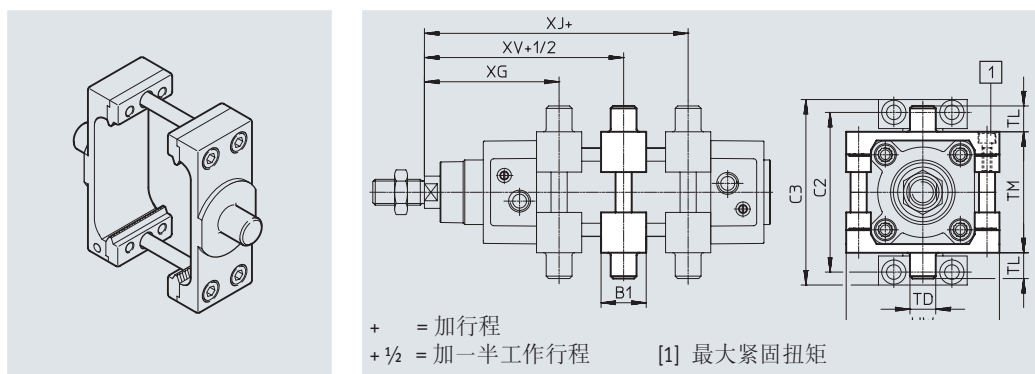 XJ+
XV+1/2
XG
1
TL
C3
C2
TM
TL
B1
TD
+ = 加行程
+ ½ = 加一半工作行程
[1] 最大紧固扭矩